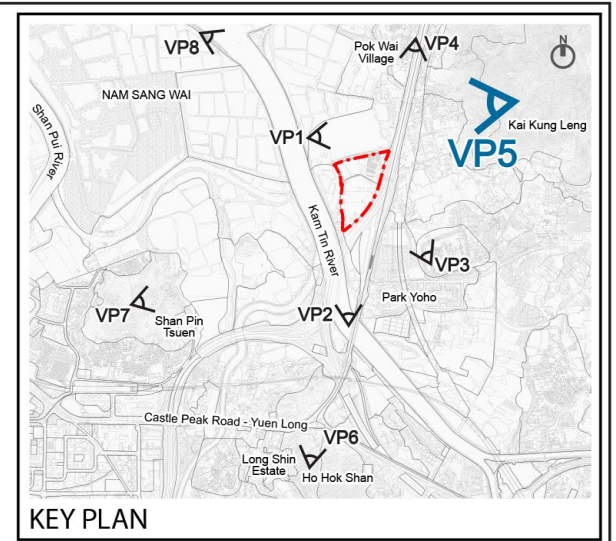 VP8
Pok Wai
Village
VP4
N
NAM SANG WAI
Shan Pui River
VP1
Kai Kung Leng
VP5
Kam Tin River
VP3
Park Yoho
VP2
VP7
Shan Pin
Tsuen
Castle Peak Road - Yuen Long
VP6
Long Shin
Estate
Ho Hok Shan
KEY PLAN